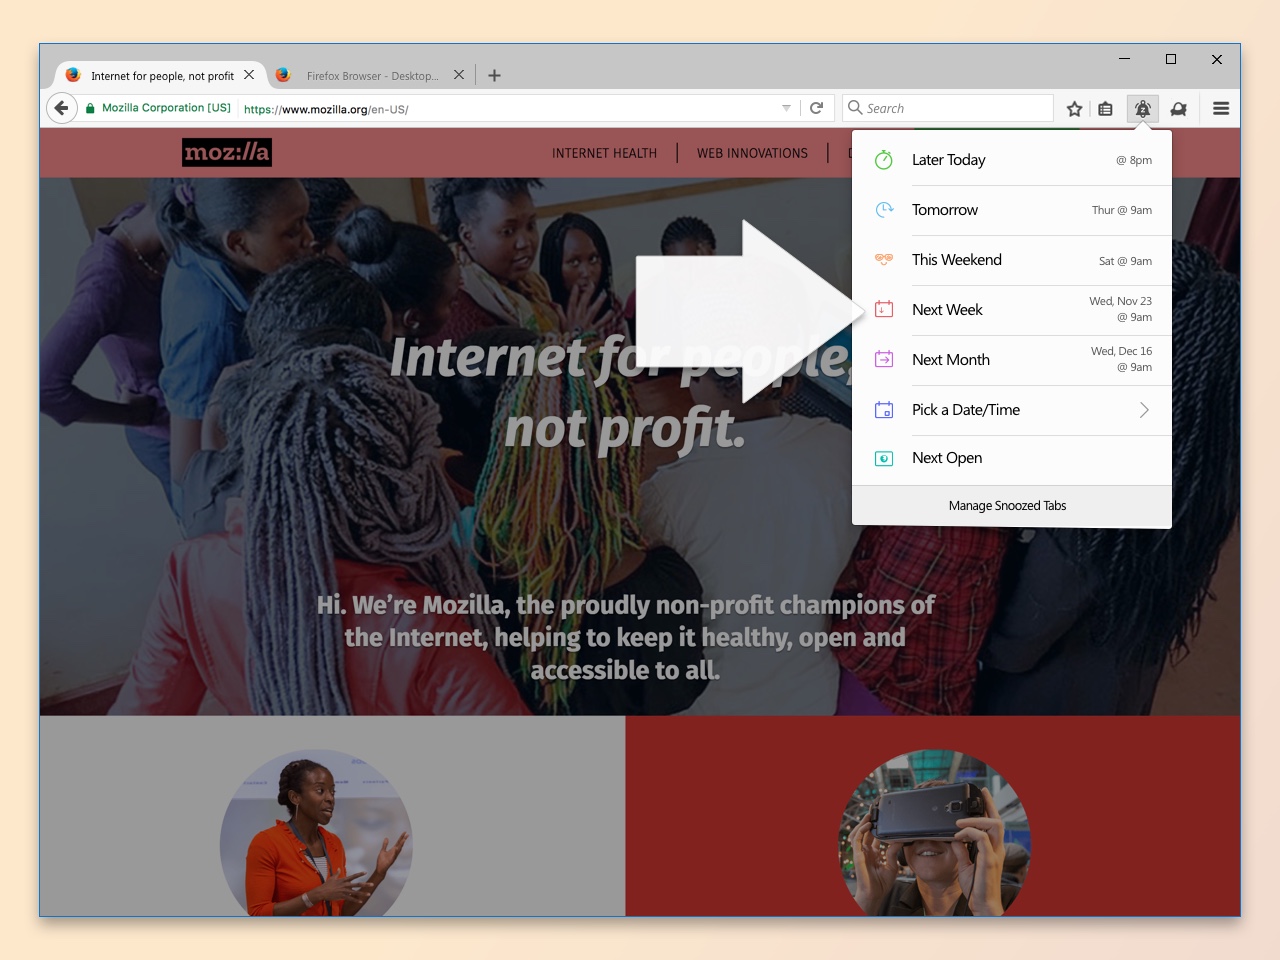 Internet for people, not profit
Firefox Browser - Desktop...
Mozilla Corporation [US]
https://www.mozilla.org/en-US/
Search
moz://a
INTERNET HEALTH
WEB INNOVATIONS
Later Today
@ 8pm
Tomorrow
Thur @ 9am
This Weekend
Sat @ 9am
Next Week
Wed, Nov 23
@ 9am
Next Month
Wed, Dec 16
@ 9am
Pick a Date/Time
Next Open
Manage Snoozed Tabs
Internet for people,
not profit.
Hi. We’re Mozilla, the proudly non-profit champions of
the Internet, helping to keep it healthy, open and
accessible to all.